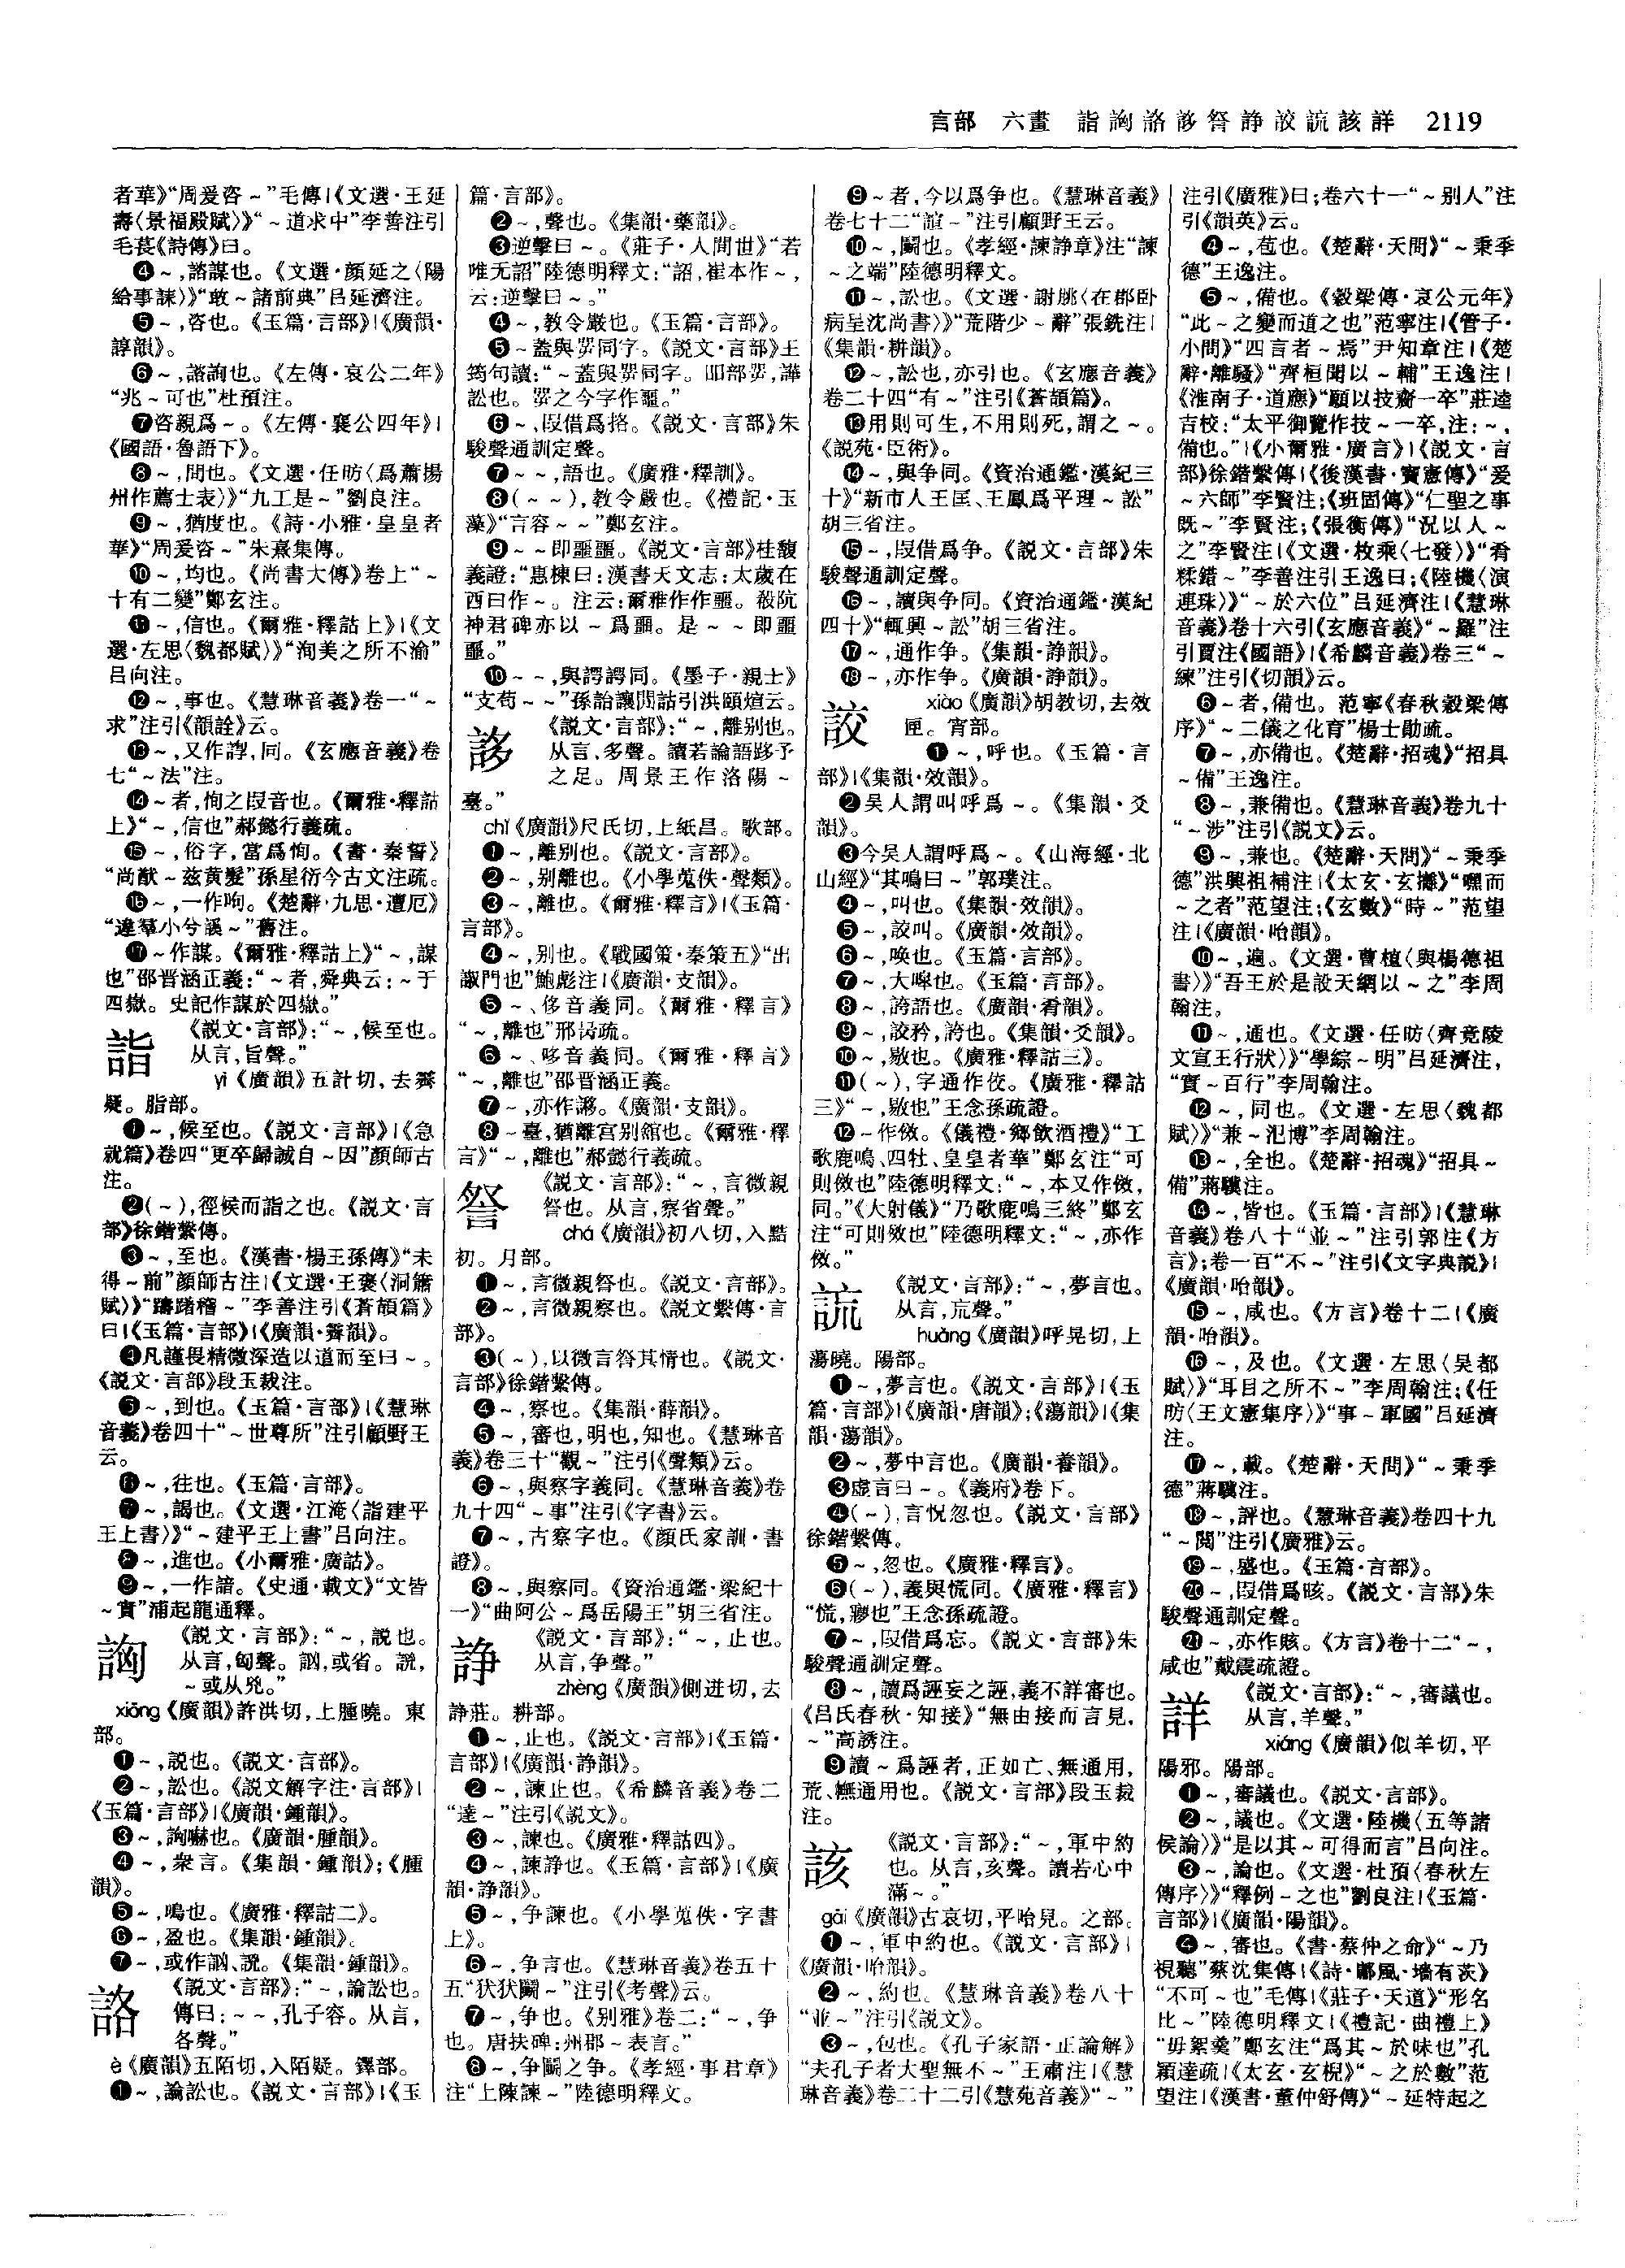 言部　六畫　詣訽詻誃詧諍詨詤該詳　2119
者華》“周爰咨～”毛傳|《文選·王延
壽〈景福殿賦〉》“～道求中”李善注引
毛萇《詩傳》曰。
❹～,諮謀也。《文選·顔延之〈陽
給事誄〉》“敢～諸前典”吕延濟注。
❺～,咨也。《玉篇·言部》|《廣韻·
諄韻》。
❻～,諮詢也。《左傳·哀公二年》
“兆～可也”杜預注。
❼咨親爲～。《左傳·襄公四年》|
《國語·魯語下》。
❽～,問也。《文選·任昉〈爲蕭揚
州作薦士表〉》“九工是～”劉良注。
❾～,猶度也。《詩·小雅·皇皇者
華》“周爰咨～”朱熹集傳。
❿～,均也。《尚書大傳》卷上“～
十有二變”鄭玄注。
⓫～,信也。《爾雅·釋詁上》|《文
選·左思〈魏都賦〉》“洵美之所不渝”
吕向注。
⓬～,事也。《慧琳音義》卷一“～
求”注引《韻詮》云。
⓭～,又作諄,同。《玄應音義》卷
七“～法”注。
⓮～者,恂之叚音也。《爾雅·釋詁
上》“～,信也”郝懿行義疏。
⓯～,俗字,當爲恂。《書·秦誓》
“尚猷～兹黄髮”孫星衍今古文注疏。
⓰～,一作呴。《楚辭·九思·遭厄》
“違羣小兮謑～”舊注。
⓱～作謀。《爾雅·釋詁上》“～,謀
也”邵晋涵正義:“～者,舜典云:～于
四嶽。史記作謀於四嶽。”
詣
《説文·言部》:“～,候至也。
从言,旨聲。”
yì《廣韻》五計切,去霽
疑。脂部。
❶～,候至也。《説文·言部》|《急
就篇》卷四“更卒歸誠自～因”顔師古
注。
❷(～),徑候而詣之也。《説文·言
部》徐鍇繫傳。
❸～,至也。《漢書·楊王孫傳》“未
得～前”顔師古注|《文選·王褒〈洞簫
賦〉》“躊躇稽～”李善注引《蒼頡篇》
曰|《玉篇·言部》|《廣韻·霽韻》。
❹凡謹畏精微深造以道而至曰～。
《説文·言部》段玉裁注。
❺～,到也。《玉篇·言部》|《慧琳
音義》卷四十“～世尊所”注引顧野王
云。
❻～,往也。《玉篇·言部》。
❼～,謁也。《文選·江淹〈詣建平
王上書〉》“～建平王上書”吕向注。
❽～,進也。《小爾雅·廣詁》。
❾～,一作諳。《史通·載文》“文皆
～實”浦起龍通釋。
訽
《説文·言部》:“～,説也。
从言,匈聲。訩,或省。説,
～或从兇。”
xiōng《廣韻》許洪切,上腫曉。東
部。
❶～,説也。《説文·言部》。
❷～,訟也。《説文解字注·言部》|
《玉篇·言部》|《廣韻·鍾韻》。
❸～,詾嚇也。《廣韻·腫韻》。
❹～,衆言。《集韻·鍾韻》;《腫
韻》。
❺～,鳴也。《廣雅·釋詁二》。
❻～,盈也。《集韻·鍾韻》。
❼～,或作訩、説。《集韻·鍾韻》。
詻
《説文·言部》:“～,論訟也。
傳曰:～～,孔子容。从言,
各聲。”
è《廣韻》五陌切,入陌疑。鐸部。
❶～,論訟也。《説文·言部》|《玉
篇·言部》。
❷～,聲也。《集韻·藥韻》。
❸逆擊曰～。《莊子·人間世》“若
唯无詔”陸德明釋文:“詔,崔本作～,
云:逆擊曰～。”
❹～,教令嚴也。《玉篇·言部》。
❺～蓋與㖾同字。《説文·言部》王
筠句讀:“～蓋與㖾同字。吅部㖾,譁
訟也。㖾之今字作噩。”
❻～,叚借爲挌。《説文·言部》朱
駿聲通訓定聲。
❼～～,語也。《廣雅·釋訓》。
❽(～～),教令嚴也。《禮記·玉
藻》“言容～～”鄭玄注。
❾～～即噩噩。《説文·言部》桂馥
義證:“惠棟曰:漢書天文志:太歲在
酉曰作～。注云:爾雅作作噩。殽阬
神君碑亦以～爲噩。是～～即噩
噩。”
❿～～,與諤諤同。《墨子·親士》
“支苟～～”孫詒讓閒詁引洪頤煊云。
誃
《説文·言部》:“～,離别也。
从言,多聲。讀若論語跢予
之足。周景王作洛陽～
臺。”
chǐ《廣韻》尺氏切,上紙昌。歌部。
❶～,離别也。《説文·言部》。
❷～,别離也。《小學蒐佚·聲類》。
❸～,離也。《爾雅·釋言》|《玉篇·
言部》。
❹～,别也。《戰國策·秦策五》“出
誃門也”鮑彪注|《廣韻·支韻》。
❺～、侈音義同。《爾雅·釋言》
“～,離也”邢昺疏。
❻～、哆音義同。《爾雅·釋言》
“～,離也”邵晋涵正義。
❼～,亦作謻。《廣韻·支韻》。
❽～臺,猶離宫别館也。《爾雅·釋
言》“～,離也”郝懿行義疏。
詧
《説文·言部》:“～,言微親
詧也。从言,察省聲。”
chá《廣韻》初八切,入黠
初。月部。
❶～,言微親詧也。《説文·言部》。
❷～,言微親察也。《説文繫傳·言
部》。
❸(～),以微言詧其情也。《説文·
言部》徐鍇繫傳。
❹～,察也。《集韻·薛韻》。
❺～,審也,明也,知也。《慧琳音
義》卷三十“觀～”注引《聲類》云。
❻～,與察字義同。《慧琳音義》卷
九十四“～事”注引《字書》云。
❼～,古察字也。《顔氏家訓·書
證》。
❽～,與察同。《資治通鑑·梁紀十
一》“曲阿公～爲岳陽王”胡三省注。
諍
《説文·言部》:“～,止也。
从言,争聲。”
zhèng《廣韻》側迸切,去
諍莊。耕部。
❶～,止也。《説文·言部》|《玉篇·
言部》|《廣韻·諍韻》。
❷～,諫止也。《希麟音義》卷二
“達～”注引《説文》。
❸～,諫也。《廣雅·釋詁四》。
❹～,諫諍也。《玉篇·言部》|《廣
韻·諍韻》。
❺～,争諫也。《小學蒐佚·字書
上》。
❻～,争言也。《慧琳音義》卷五十
五“犾犾鬭～”注引《考聲》云。
❼～,争也。《别雅》卷二:“～,争
也。唐扶碑:州郡～表言。”
❽～,争鬭之争。《孝經·事君章》
注“上陳諫～”陸德明釋文。
❾～者,今以爲争也。《慧琳音義》
卷七十二“諠～”注引顧野王云。
❿～,鬭也。《孝經·諫諍章》注“諫
～之端”陸德明釋文。
⓫～,訟也。《文選·謝朓〈在郡卧
病呈沈尚書〉》“荒階少～辭”張銑注|
《集韻·耕韻》。
⓬～,訟也,亦引也。《玄應音義》
卷二十四“有～”注引《蒼頡篇》。
⓭用則可生,不用則死,謂之～。
《説苑·臣術》。
⓮～,與争同。《資治通鑑·漢紀三
十》“新市人王匡、王鳳爲平理～訟”
胡三省注。
⓯～,叚借爲争。《説文·言部》朱
駿聲通訓定聲。
⓰～,讀與争同。《資治通鑑·漢紀
四十》“輒興～訟”胡三省注。
⓱～,通作争。《集韻·諍韻》。
⓲～,亦作争。《廣韻·諍韻》。
詨
xiào《廣韻》胡教切,去效
匣。宵部。
❶～,呼也。《玉篇·言
部》|《集韻·效韻》。
❷吴人謂叫呼爲～。《集韻·爻
韻》。
❸今吴人謂呼爲～。《山海經·北
山經》“其鳴曰～”郭璞注。
❹～,叫也。《集韻·效韻》。
❺～,詨叫。《廣韻·效韻》。
❻～,唤也。《玉篇·言部》。
❼～,大嘷也。《玉篇·言部》。
❽～,誇語也。《廣韻·肴韻》。
❾～,詨矜,誇也。《集韻·爻韻》。
❿～,斆也。《廣雅·釋詁三》。
⓫(～),字通作佼。《廣雅·釋詁
三》“～,斆也”王念孫疏證。
⓬～作傚。《儀禮·鄉飲酒禮》“工
歌鹿鳴、四牡、皇皇者華”鄭玄注“可
則傚也”陸德明釋文:“～,本又作傚,
同。”《大射儀》“乃歌鹿鳴三終”鄭玄
注“可則斆也”陸德明釋文:“～,亦作
傚。”
詤
《説文·言部》:“～,夢言也。
从言,巟聲。”
huǎng《廣韻》呼晃切,上
蕩曉。陽部。
❶～,夢言也。《説文·言部》|《玉
篇·言部》|《廣韻·唐韻》;《蕩韻》|《集
韻·蕩韻》。
❷～,夢中言也。《廣韻·養韻》。
❸虚言曰～。《義府》卷下。
❹(～),言怳忽也。《説文·言部》
徐鍇繫傳。
❺～,忽也。《廣雅·釋言》。
❻(～),義與慌同。《廣雅·釋言》
“慌,㝱也”王念孫疏證。
❼～,叚借爲忘。《説文·言部》朱
駿聲通訓定聲。
❽～,讀爲誣妄之誣,義不詳審也。
《吕氏春秋·知接》“無由接而言見,
～”高誘注。
❾讀～爲誣者,正如亡、無通用,
荒、幠通用也。《説文·言部》段玉裁
注。
該
《説文·言部》:“～,軍中約
也。从言,亥聲。讀若心中
滿～。”
gāi《廣韻》古哀切,平咍見。之部。
❶～,軍中約也。《説文·言部》|
《廣韻·咍韻》。
❷～,約也。《慧琳音義》卷八十
“並～”注引《説文》。
❸～,包也。《孔子家語·正論解》
“夫孔子者大聖無不～”王肅注|《慧
琳音義》卷二十二引《慧苑音義》“～”
注引《廣雅》曰;卷六十一“～别人”注
引《韻英》云。
❹～,苞也。《楚辭·天問》“～秉季
德”王逸注。
❺～,備也。《穀梁傳·哀公元年》
“此～之變而道之也”范寧注|《管子·
小問》“四言者～焉”尹知章注|《楚
辭·離騷》“齊桓聞以～輔”王逸注|
《淮南子·道應》“願以技齎一卒”莊逵
吉校:“太平御覽作技～一卒,注:～,
備也。”|《小爾雅·廣言》|《説文·言
部》徐鍇繫傳|《後漢書·竇憲傳》“爰
～六師”李賢注;《班固傳》“仁聖之事
既～”李賢注;《張衡傳》“況以人～
之”李賢注|《文選·枚乘〈七發〉》“肴
糅錯～”李善注引王逸曰;《陸機〈演
連珠〉》“～於六位”吕延濟注|《慧琳
音義》卷十六引《玄應音義》“～羅”注
引賈注《國語》|《希麟音義》卷三“～
練”注引《切韻》云。
❻～者,備也。范寧《春秋穀梁傳
序》“～二儀之化育”楊士勛疏。
❼～,亦備也。《楚辭·招魂》“招具
～備”王逸注。
❽～,兼備也。《慧琳音義》卷九十
“～涉”注引《説文》云。
❾～,兼也。《楚辭·天問》“～秉季
德”洪興祖補注|《太玄·玄攡》“嘿而
～之者”范望注;《玄數》“時～”范望
注|《廣韻·咍韻》。
❿～,遍。《文選·曹植〈與楊德祖
書〉》“吾王於是設天網以～之”李周
翰注。
⓫～,通也。《文選·任昉〈齊竟陵
文宣王行狀〉》“學綜～明”吕延濟注,
“實～百行”李周翰注。
⓬～,同也。《文選·左思〈魏都
賦〉》“兼～氾博”李周翰注。
⓭～,全也。《楚辭·招魂》“招具～
備”蔣驥注。
⓮～,皆也。《玉篇·言部》|《慧琳
音義》卷八十“並～”注引郭注《方
言》;卷一百“不～”注引《文字典説》|
《廣韻·咍韻》。
⓯～,咸也。《方言》卷十二|《廣
韻·咍韻》。
⓰～,及也。《文選·左思〈吴都
賦〉》“耳目之所不～”李周翰注;《任
昉〈王文憲集序〉》“事～軍國”吕延濟
注。
⓱～,載。《楚辭·天問》“～秉季
德”蔣驥注。
⓲～,評也。《慧琳音義》卷四十九
“～閲”注引《廣雅》云。
⓳～,盛也。《玉篇·言部》。
⓴～,叚借爲晐。《説文·言部》朱
駿聲通訓定聲。
㉑～,亦作賅。《方言》卷十二“～,
咸也”戴震疏證。
詳
《説文·言部》:“～,審議也。
从言,羊聲。”
xiáng《廣韻》似羊切,平
陽邪。陽部。
❶～,審議也。《説文·言部》。
❷～,議也。《文選·陸機〈五等諸
侯論〉》“是以其～可得而言”吕向注。
❸～,論也。《文選·杜預〈春秋左
傳序〉》“釋例～之也”劉良注|《玉篇·
言部》|《廣韻·陽韻》。
❹～,審也。《書·蔡仲之命》“～乃
視聽”蔡沈集傳|《詩·鄘風·墻有茨》
“不可～也”毛傳|《莊子·天道》“形名
比～”陸德明釋文|《禮記·曲禮上》
“毋絮羹”鄭玄注“爲其～於味也”孔
穎達疏|《太玄·玄棿》“～之於數”范
望注|《漢書·董仲舒傳》“～延特起之